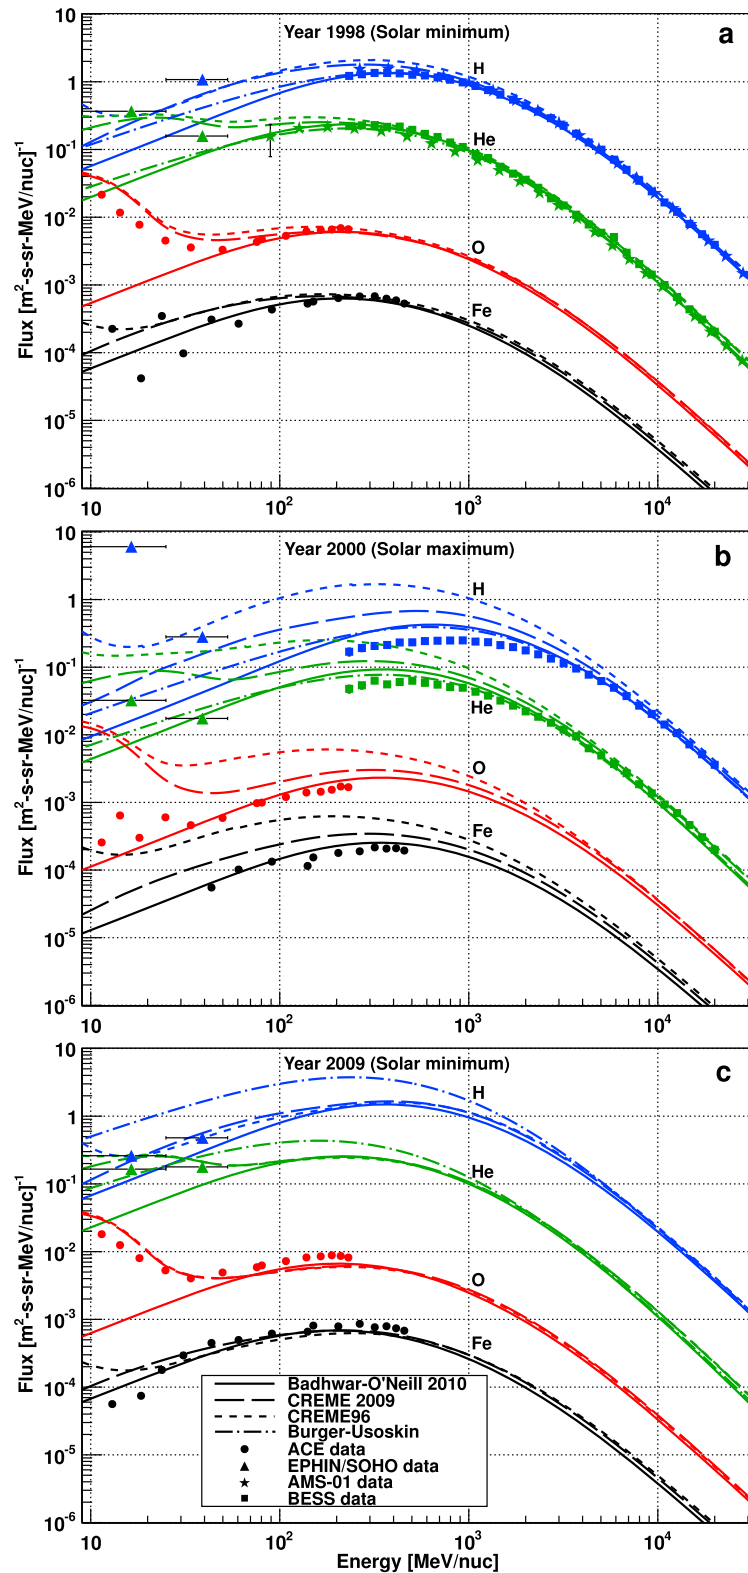 10
Year 1998 (Solar minimum)
a
H
1
He
10⁻¹
10⁻²
O
10⁻³
Fe
10⁻⁴
10⁻⁵
10⁻⁶
Flux [m²-s-sr-MeV/nuc]⁻¹
10 10² 10³ 10⁴
10
Year 2000 (Solar maximum)
b
H
1
10⁻¹
He
10⁻²
O
10⁻³
Fe
10⁻⁴
10⁻⁵
10⁻⁶
Flux [m²-s-sr-MeV/nuc]⁻¹
10 10² 10³ 10⁴
10
Year 2009 (Solar minimum)
c
H
1
He
10⁻¹
10⁻²
O
10⁻³
Fe
10⁻⁴
10⁻⁵
10⁻⁶
Flux [m²-s-sr-MeV/nuc]⁻¹
Badhwar-O'Neill 2010
CREME 2009
CREME96
Burger-Usoskin
ACE data
EPHIN/SOHO data
AMS-01 data
BESS data
10 10² 10³ 10⁴
Energy [MeV/nuc]